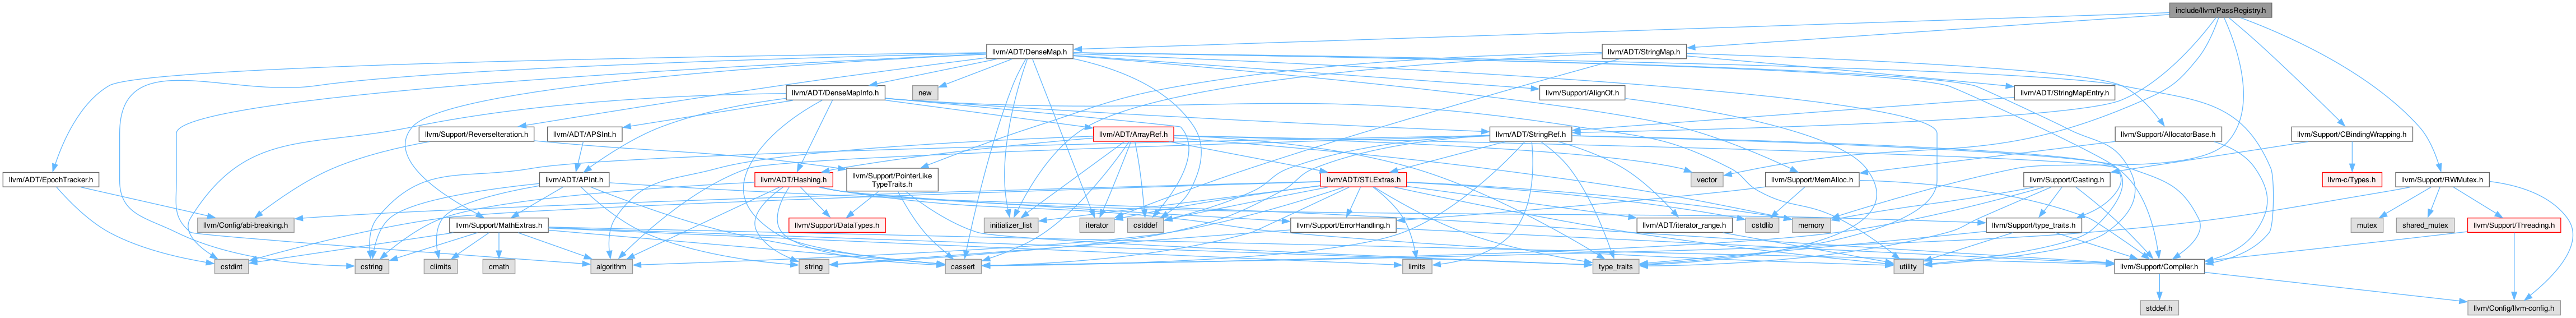 include/llvm/PassRegistry.h
llvm/ADT/DenseMap.h
llvm/ADT/StringMap.h
llvm/ADT/DenseMapInfo.h
new
llvm/Support/AlignOf.h
llvm/ADT/StringMapEntry.h
llvm/Support/ReverseIteration.h
llvm/ADT/APSInt.h
llvm/ADT/ArrayRef.h
llvm/ADT/StringRef.h
llvm/Support/AllocatorBase.h
llvm/Support/CBindingWrapping.h
llvm/ADT/EpochTracker.h
llvm/ADT/APInt.h
llvm/ADT/Hashing.h
llvm/Support/PointerLike
TypeTraits.h
llvm/ADT/STLExtras.h
vector
llvm/Support/MemAlloc.h
llvm/Support/Casting.h
llvm-c/Types.h
llvm/Support/RWMutex.h
llvm/Config/abi-breaking.h
llvm/Support/MathExtras.h
llvm/Support/DataTypes.h
initializer_list
iterator
cstddef
llvm/Support/ErrorHandling.h
llvm/ADT/iterator_range.h
cstdlib
memory
llvm/Support/type_traits.h
mutex
shared_mutex
llvm/Support/Threading.h
cstdint
cstring
climits
cmath
algorithm
string
cassert
limits
type_traits
utility
llvm/Support/Compiler.h
stddef.h
llvm/Config/llvm-config.h